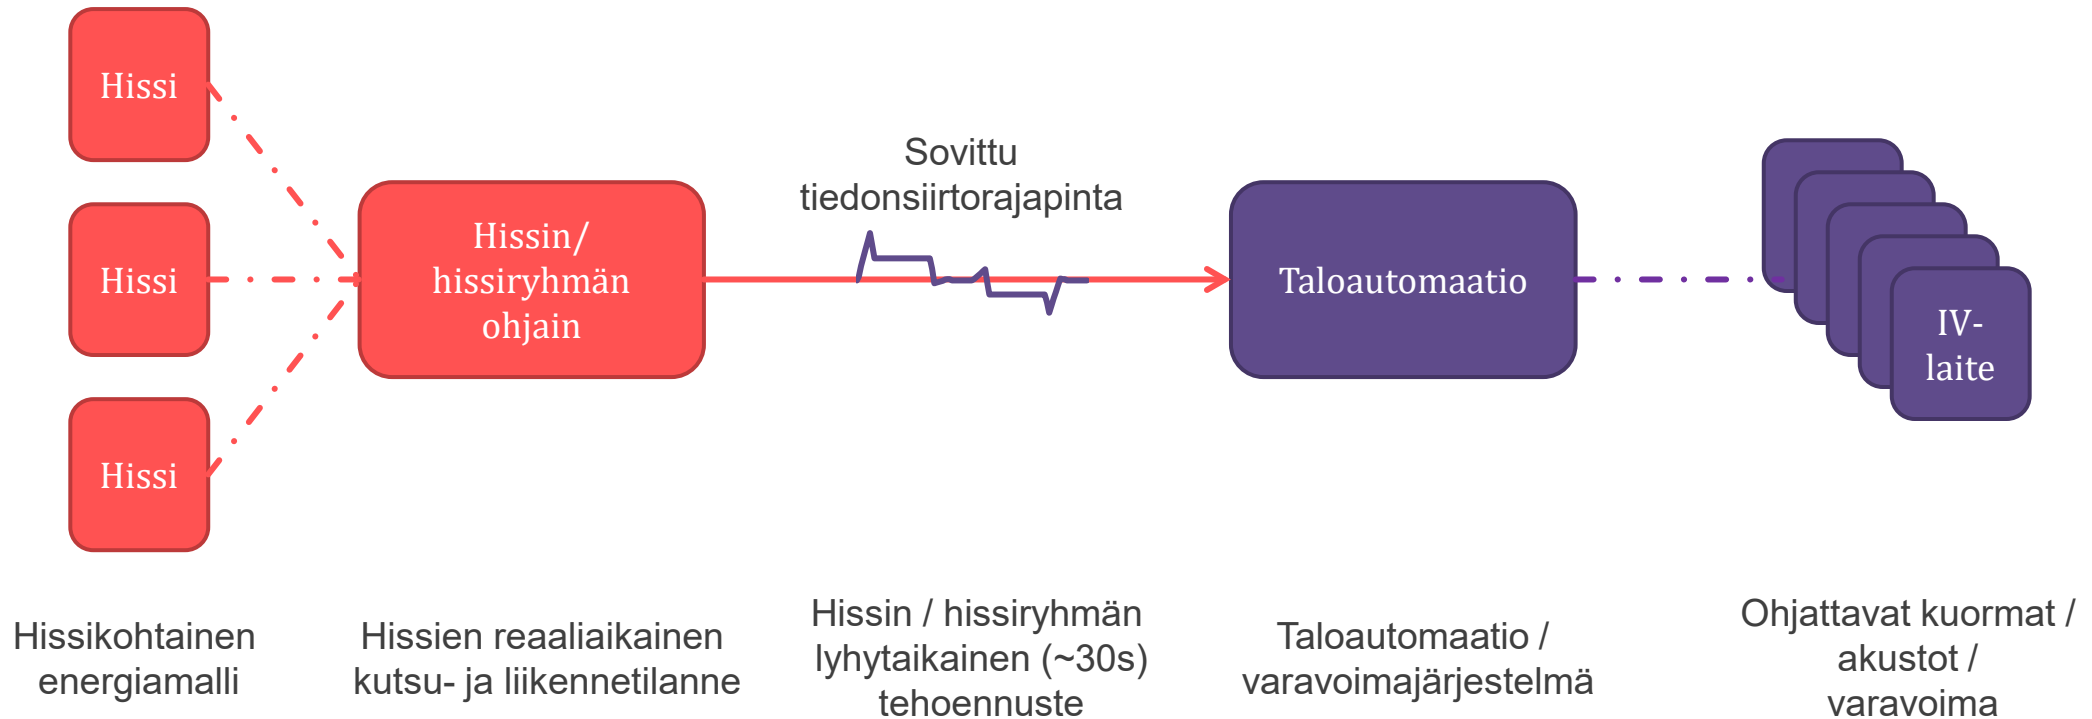 Hissi
Hissi
Hissi
Hissin/
hissiryhmän
ohjain
Sovittu
tiedonsiirtorajapinta
Taloautomaatio
IV-
laite
Hissikohtainen
energiamalli
Hissien reaaliaikainen
kutsu- ja liikennetilanne
Hissin / hissiryhmän
lyhytaikainen (~30s)
tehoennuste
Taloautomaatio /
varavoimajärjestelmä
Ohjattavat kuormat /
akustot /
varavoima